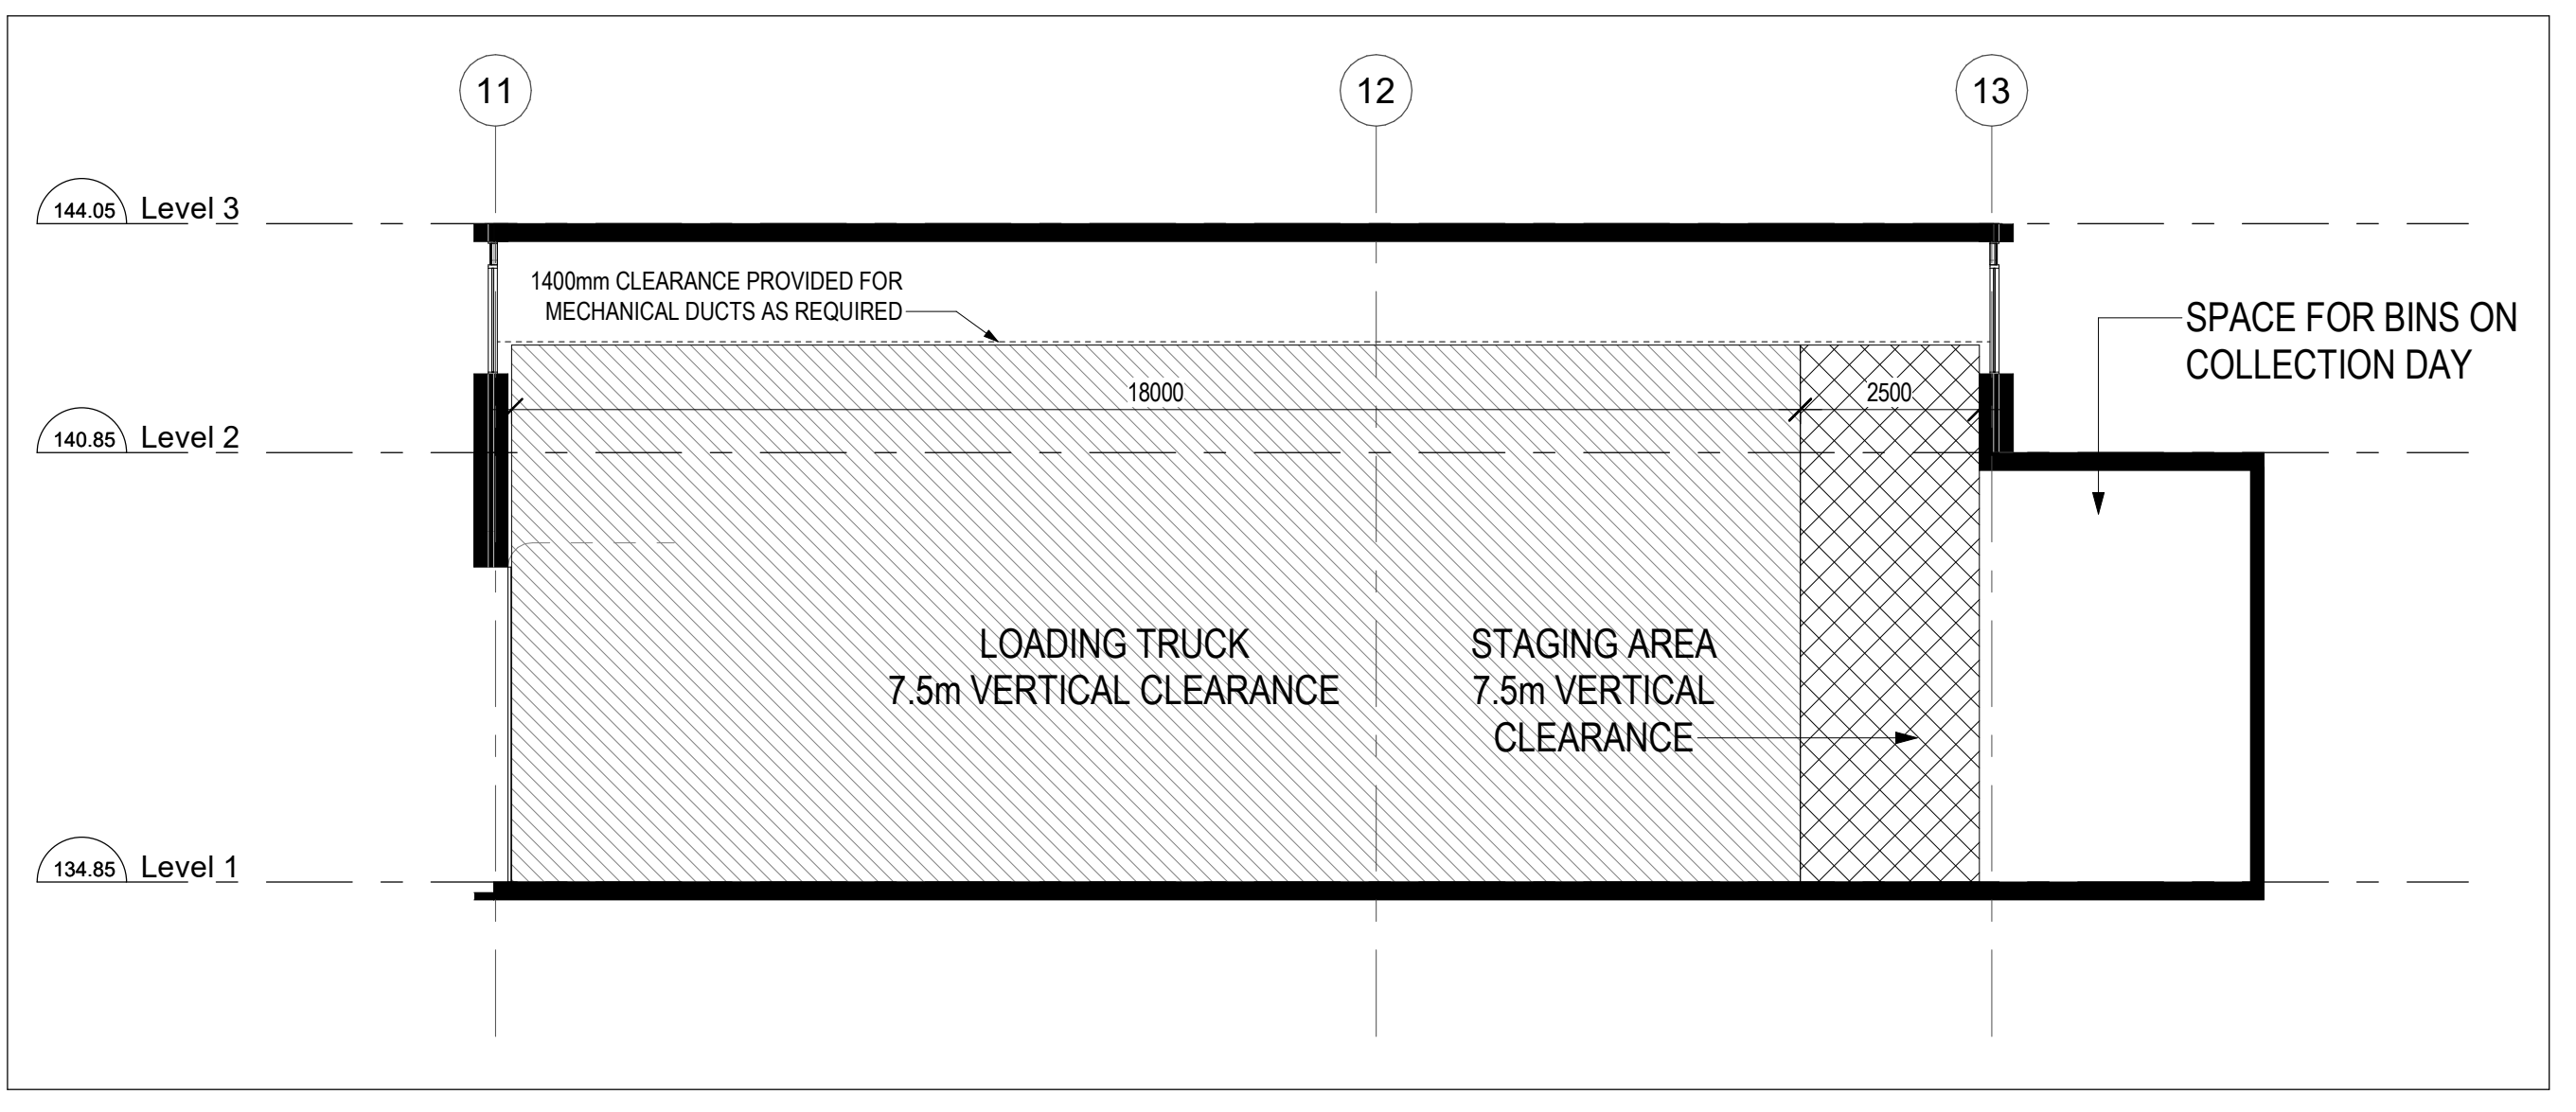 11
12
13
144.05 Level 3
1400mm CLEARANCE PROVIDED FOR
MECHANICAL DUCTS AS REQUIRED
SPACE FOR BINS ON
COLLECTION DAY
18000
2500
140.85 Level 2
LOADING TRUCK
7.5m VERTICAL CLEARANCE
STAGING AREA
7.5m VERTICAL
CLEARANCE
134.85 Level 1